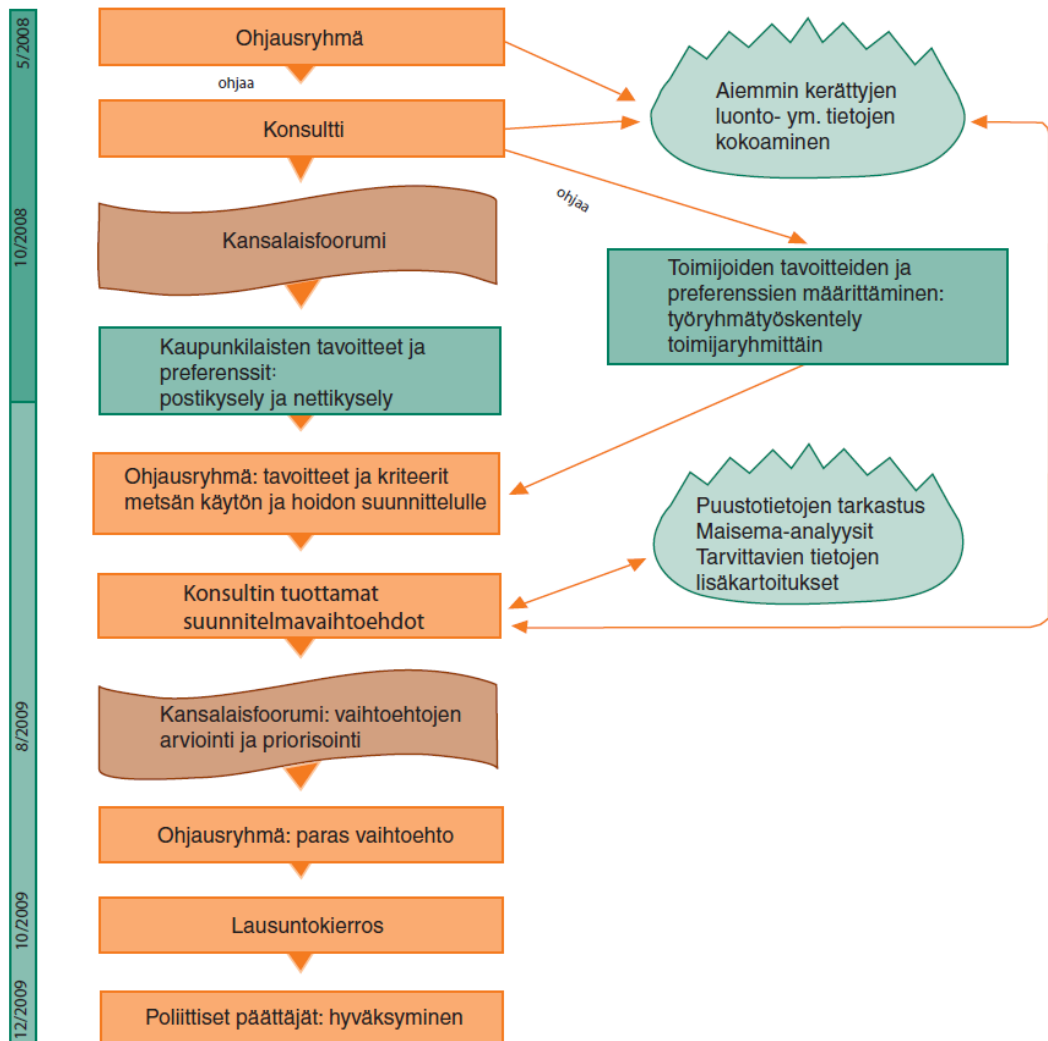 5/2008
Ohjausryhmä
ohjaa
Konsultti
Aiemmin kerättyjen
luonto- ym. tietojen
kokoaminen
ohjaa
10/2008
Kansalaisfoorumi
Toimijoiden tavoitteiden ja
preferenssien määrittäminen:
työryhmätyöskentely
toimijaryhmittäin
Kaupunkilaisten tavoitteet ja
preferenssit:
postikysely ja nettikysely
Ohjausryhmä: tavoitteet ja kriteerit
metsän käytön ja hoidon suunnittelulle
Puustotietojen tarkastus
Maisema-analyysit
Tarvittavien tietojen
lisäkartoitukset
Konsultin tuottamat
suunnitelmavaihtoehdot
8/2009
Kansalaisfoorumi: vaihtoehtojen
arviointi ja priorisointi
Ohjausryhmä: paras vaihtoehto
10/2009
Lausuntokierros
12/2009
Poliittiset päättäjät: hyväksyminen